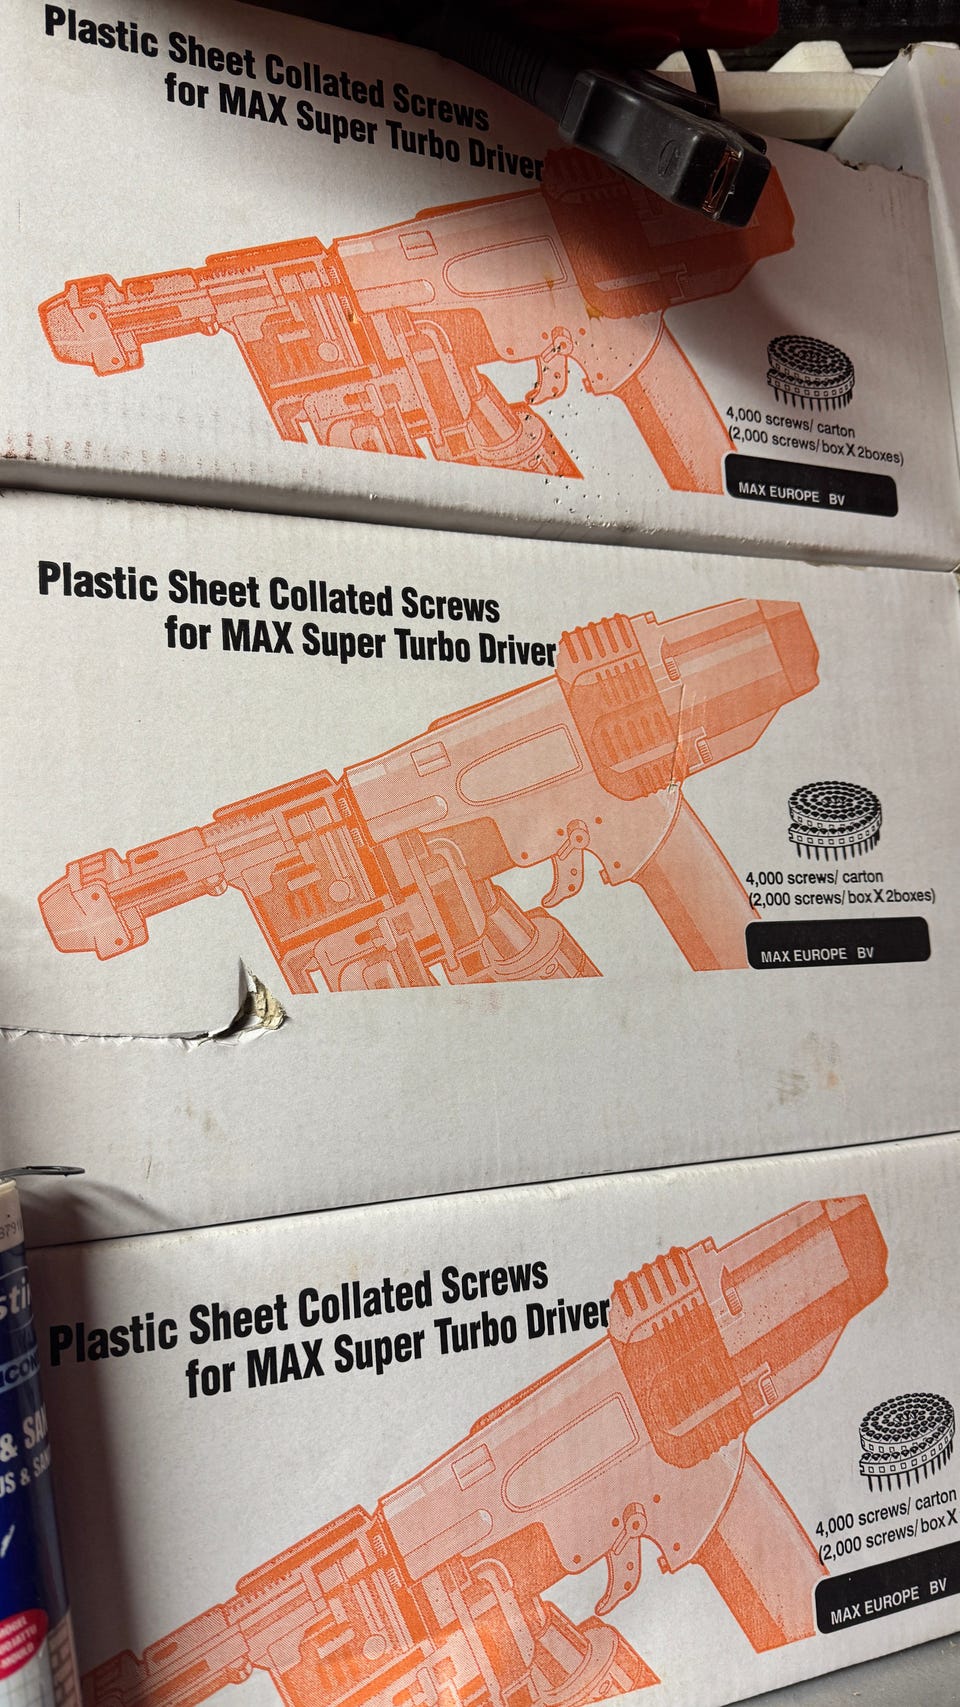 Plastic Sheet Collated Screws
for MAX Super Turbo Driver
4,000 screws/ carton
(2,000 screws/box X 2boxes)
MAX EUROPE BV
Plastic Sheet Collated Screws
for MAX Super Turbo Driver
4,000 screws/ carton
(2,000 screws/box X 2boxes)
MAX EUROPE BV
Plastic Sheet Collated Screws
for MAX Super Turbo Driver
4,000 screws/ carton
(2,000 screws/box X
MAX EUROPE BV
&